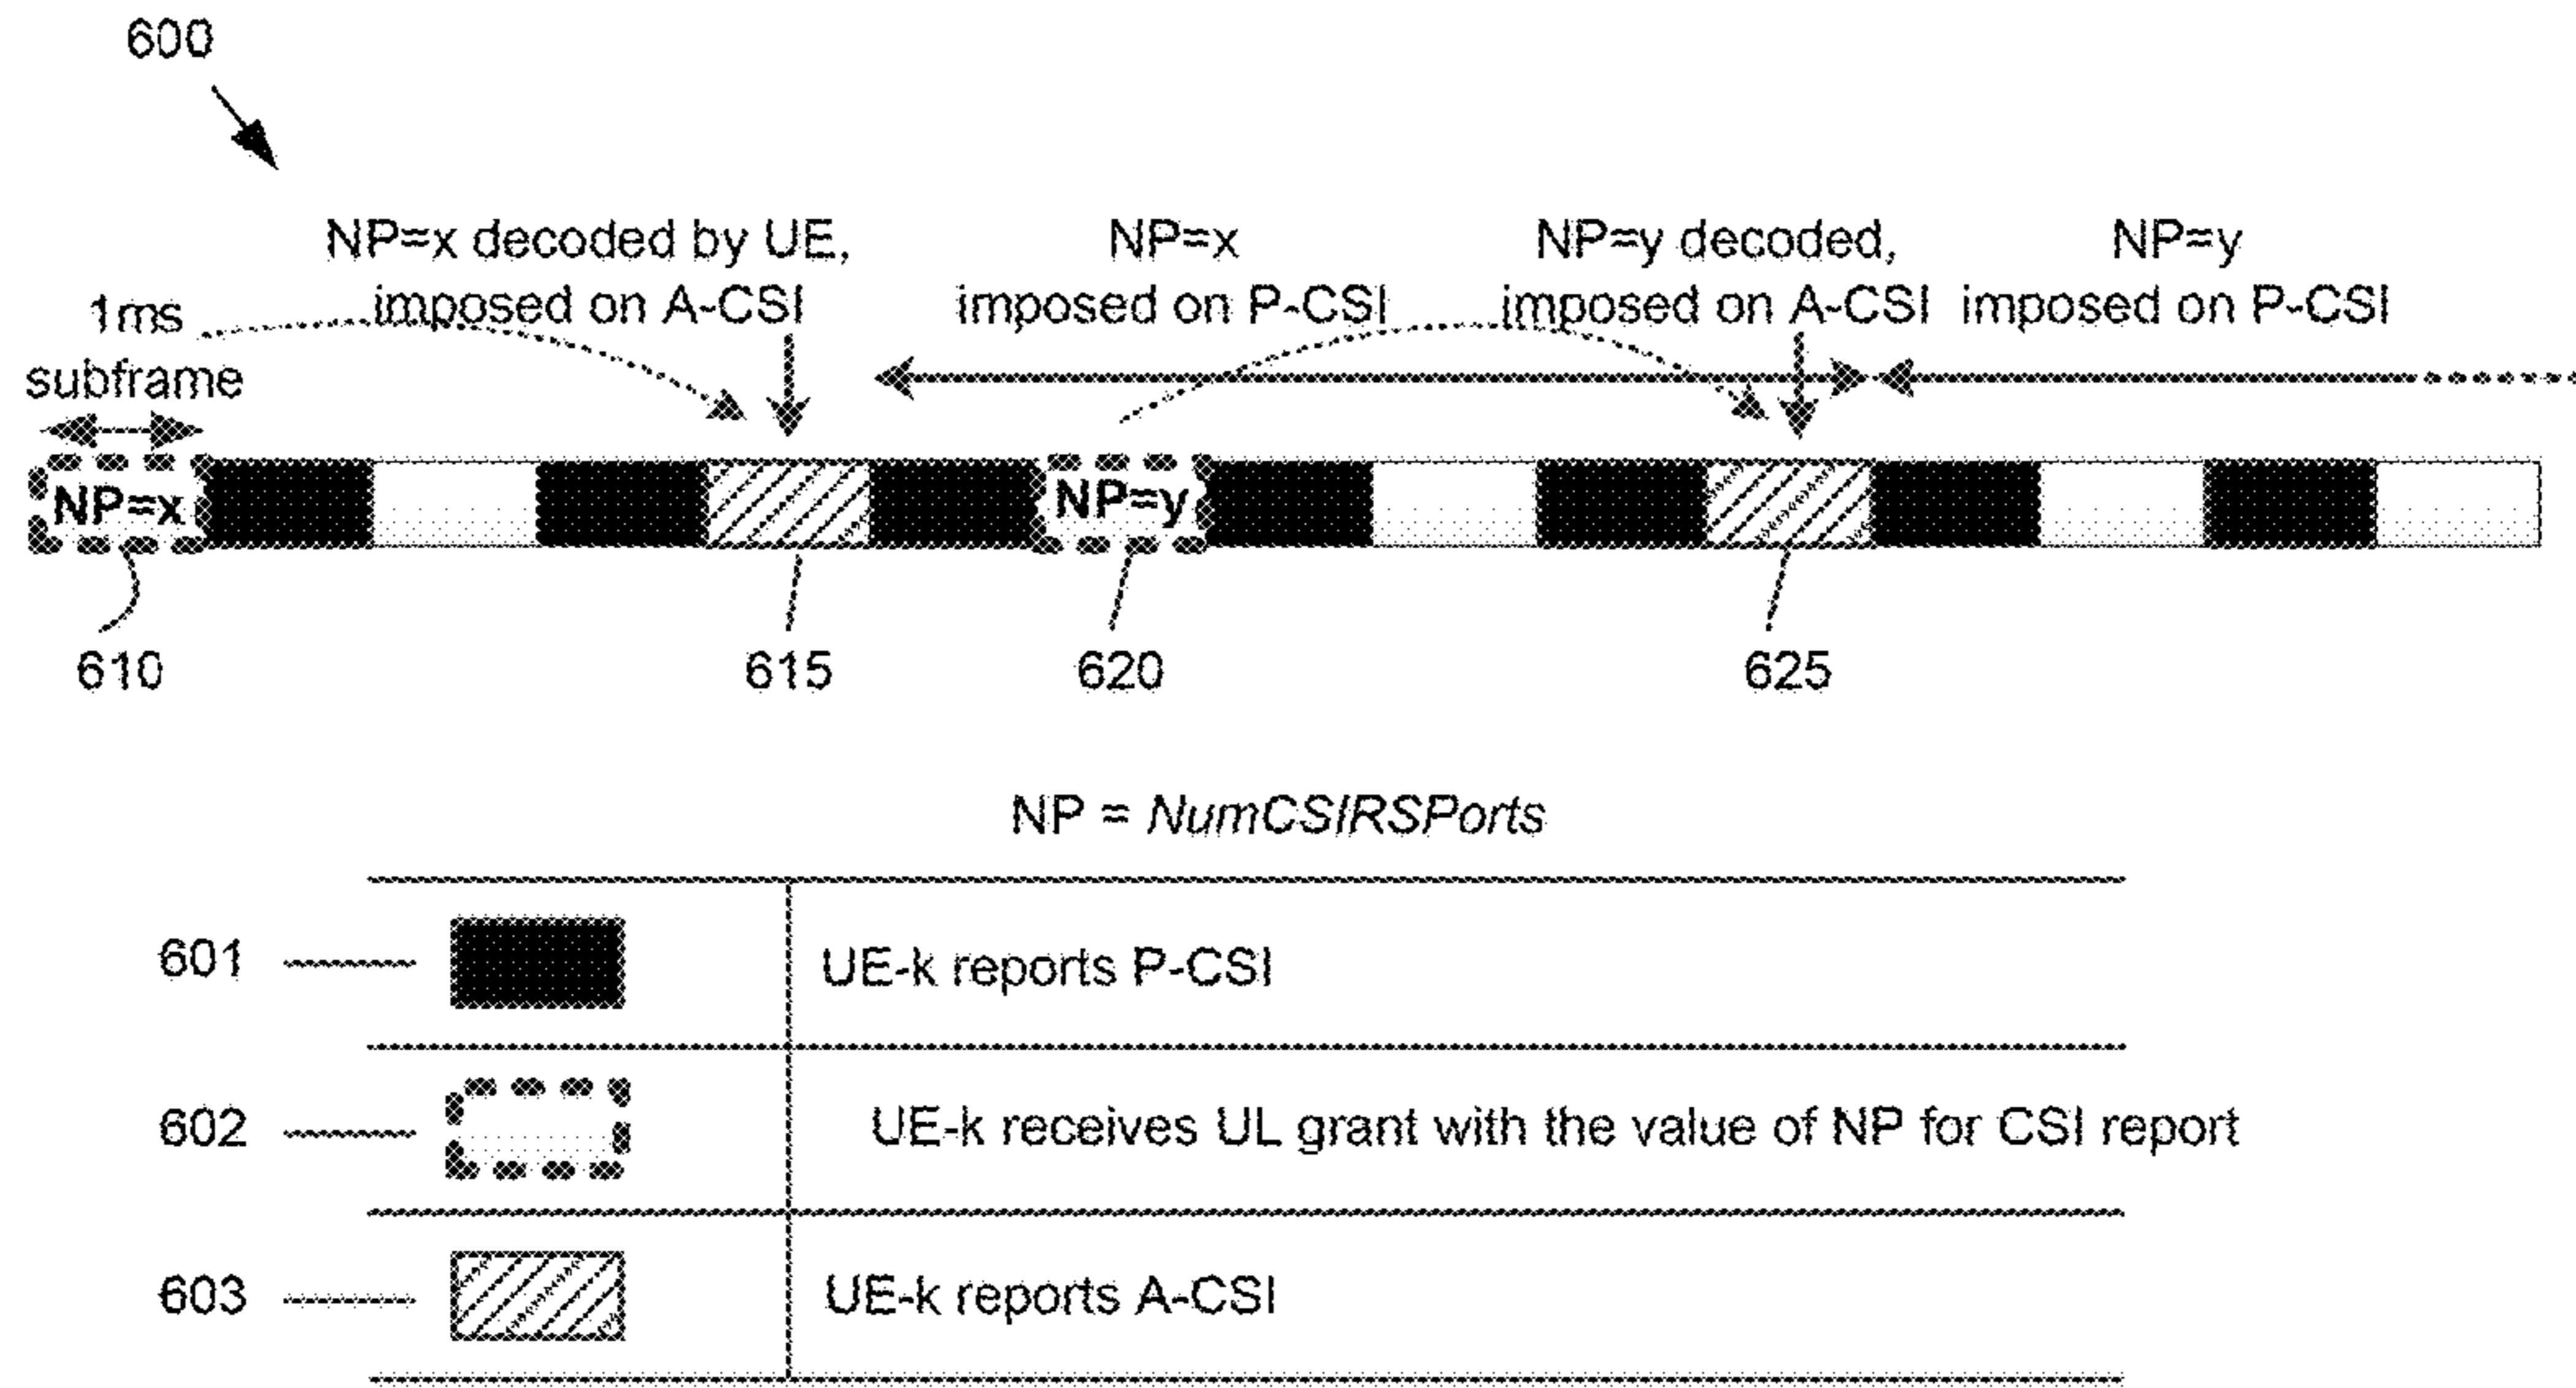 600
NP=x decoded by UE,
imposed on A-CSI
NP=x
imposed on P-CSI
NP=y decoded,
imposed on A-CSI
NP=y
imposed on P-CSI
1ms
subframe
NP=x
NP=y
610
615
620
625
NP = NumCSIRSPorts
601
UE-k reports P-CSI
602
UE-k receives UL grant with the value of NP for CSI report
603
UE-k reports A-CSI